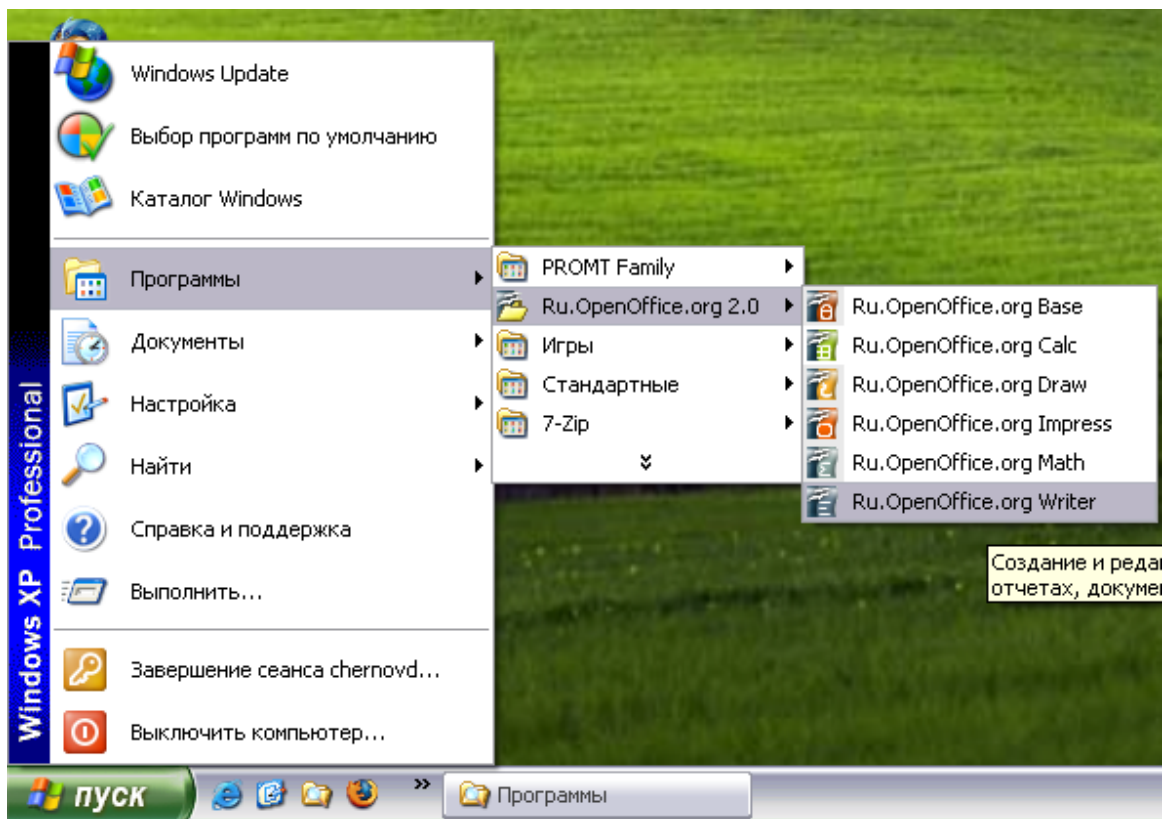 Windows Update
Выбор программ по умолчанию
Каталог Windows
Программы
Документы
Настройка
Найти
Справка и поддержка
Выполнить...
Завершение сеанса chernovd...
Выключить компьютер...
Windows XP Professional
PROMT Family
Ru.OpenOffice.org 2.0
Игры
Стандартные
7-Zip
Ru.OpenOffice.org Base
Ru.OpenOffice.org Calc
Ru.OpenOffice.org Draw
Ru.OpenOffice.org Impress
Ru.OpenOffice.org Math
Ru.OpenOffice.org Writer
Создание и
отчетах,
пуск
Программы